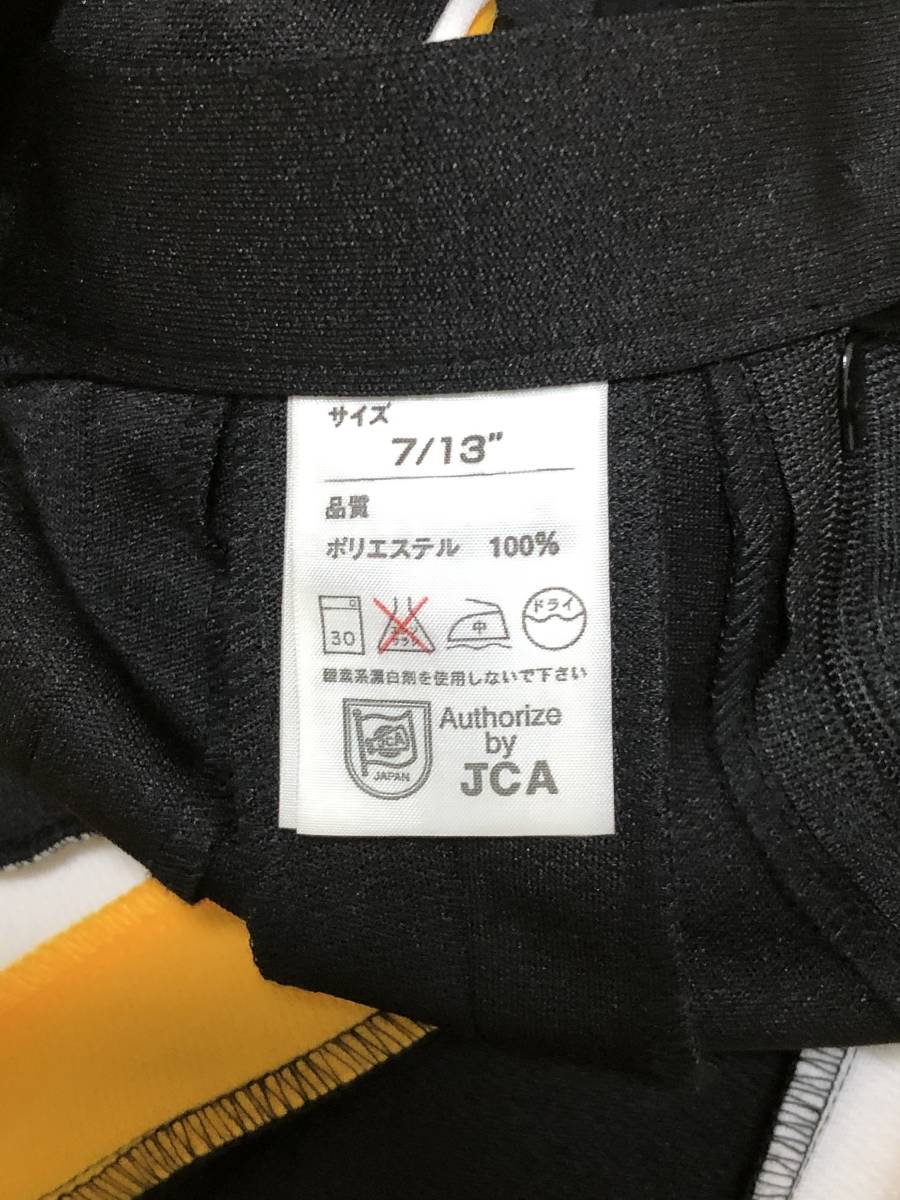 サイズ
7/13"
品質
ポリエステル 100%
30
中
ドライ
酸素系漂白剤を使用しないで下さい
JCA
JAPAN
Authorize
by
JCA